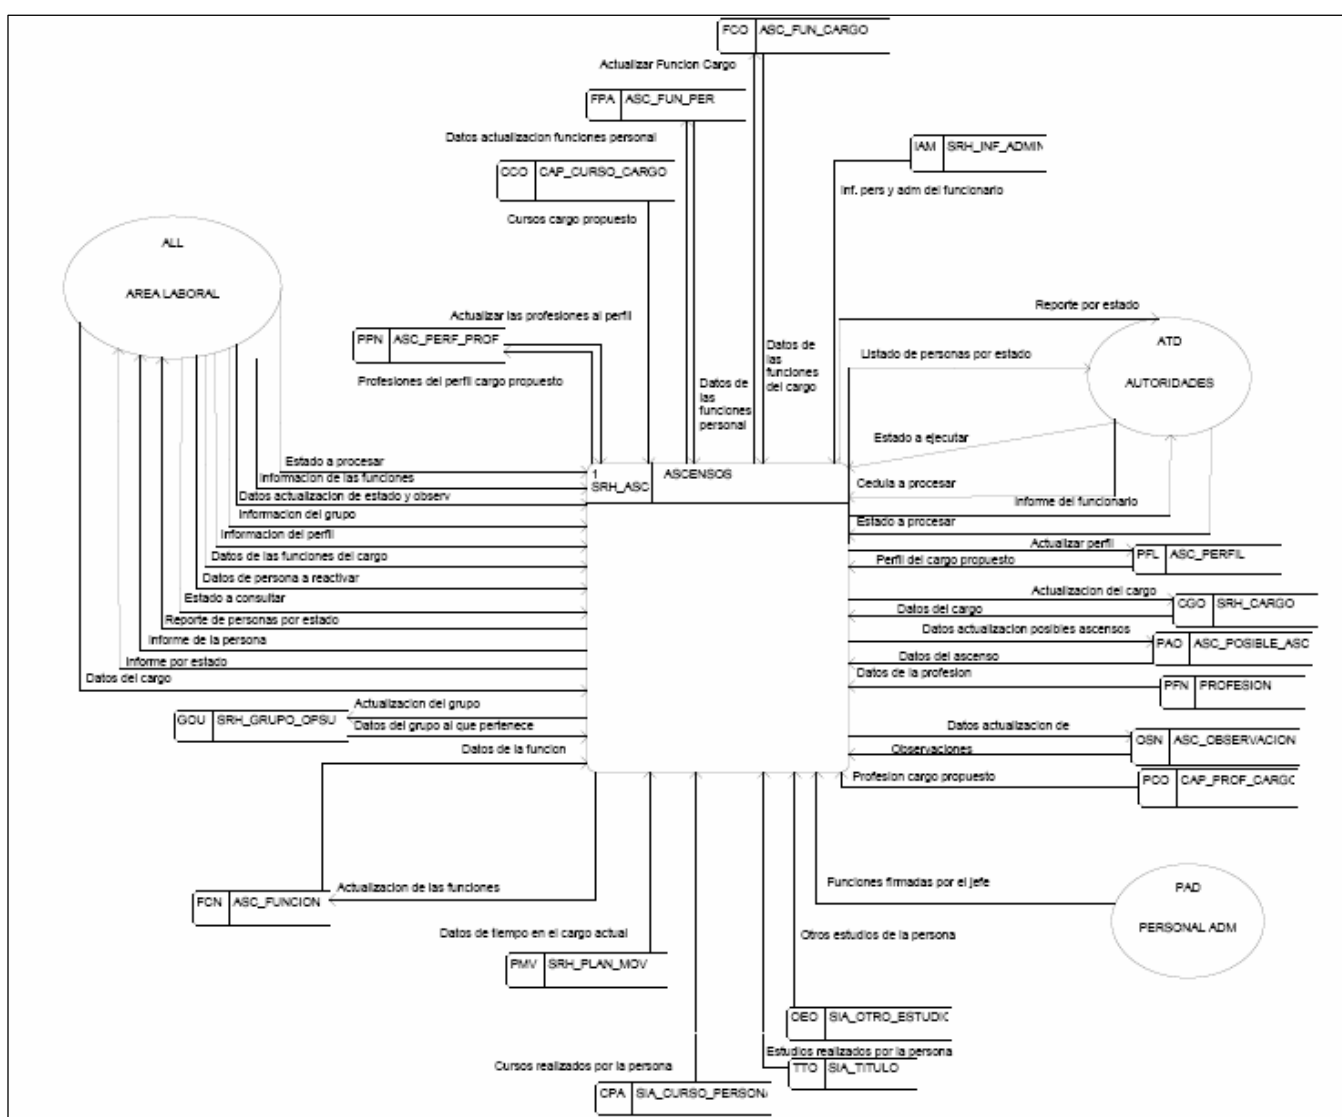 FCO ASC_FUN_CARGO
Actualizar Funcion Cargo
FPA ASC_FUN_PER
Datos actualizacion funciones personal
IAM SRH_INF_ADMIN
CCO CAP_CURSO_CARGO
Inf. pers y adm del funcionario
Cursos cargo propuesto
ALL
AREA LABORAL
Reporte por estado
Actualizar las profesiones al perfil
PPN ASC_PERF_PROF
Datos de
las
funciones
del cargo
Listado de personas por estado
ATD
AUTORIDADES
Profesiones del perfil cargo propuesto
Datos de
las
funciones
personal
Estado a ejecutar
Estado a procesar
1
SRH_ASC
ASCENSOS
Informacion de las funciones
Cedula a procesar
Datos actualizacion de estado y observ
Informe del funcionario
Informacion del grupo
Estado a procesar
Informacion del perfil
Actualizar perfil
Datos de las funciones del cargo
Perfil del cargo propuesto
PFL ASC_PERFIL
Datos de persona a reactivar
Actualizacion del cargo
Estado a consultar
Datos del cargo
CGO SRH_CARGO
Reporte de personas por estado
Datos actualizacion posibles ascensos
Informe de la persona
PAO ASC_POSIBLE_ASC
Datos del ascenso
Informe por estado
Datos de la profesion
Datos del cargo
PFN PROFESION
Actualizacion del grupo
GOU SRH_GRUPO_OFSU
Datos del grupo al que pertenece
Datos actualizacion de
Datos de la funcion
Observaciones
OSN ASC_OBSERVACION
Profesion cargo propuesto
PCO CAP_PROF_CARGO
Actualizacion de las funciones
FCN ASC_FUNCION
Funciones firmadas por el jefe
PAD
PERSONAL ADM
Datos de tiempo en el cargo actual
Otros estudios de la persona
PMV SRH_PLAN_MOV
OEO SIA_OTRO_ESTUDIO
Estudios realizados por la persona
Cursos realizados por la persona
TTO SIA_TITULO
CPA SIA_CURSO_PERSONA